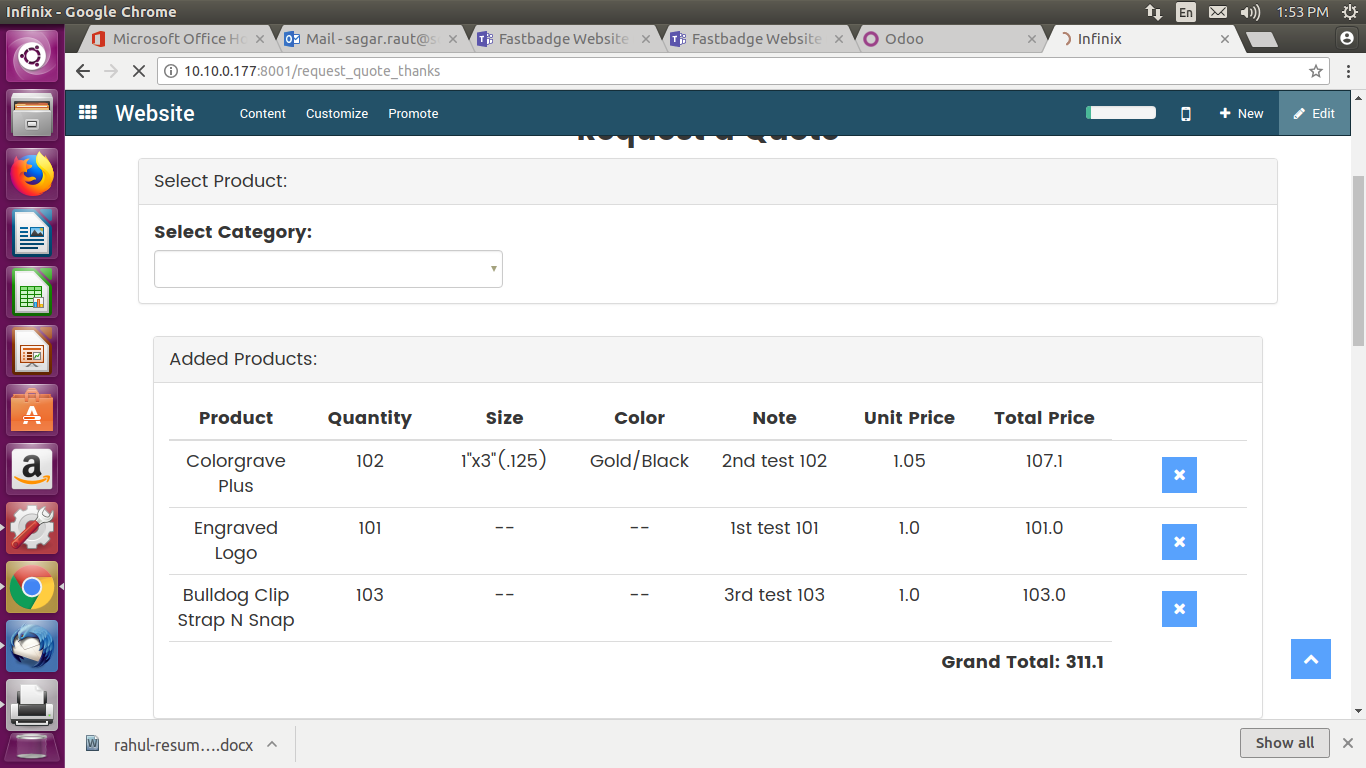 Infinix - Google Chrome
En
1:53 PM
Microsoft Office Ho
Mail - sagar.raut@s
Fastbadge Website
Fastbadge Website
Odoo
Infinix
10.10.0.177:8001/request_quote_thanks
Website
Content
Customize
Promote
New
Edit
Request a Quote
Select Product:
Select Category:
Added Products:
Product Quantity Size Color Note Unit Price Total Price
Colorgrave 102 1"x3"(.125) Gold/Black 2nd test 102 1.05 107.1
Plus
Engraved 101 -- -- 1st test 101 1.0 101.0
Logo
Bulldog Clip 103 -- -- 3rd test 103 1.0 103.0
Strap N Snap
Grand Total: 311.1
rahul-resum....docx
Show all